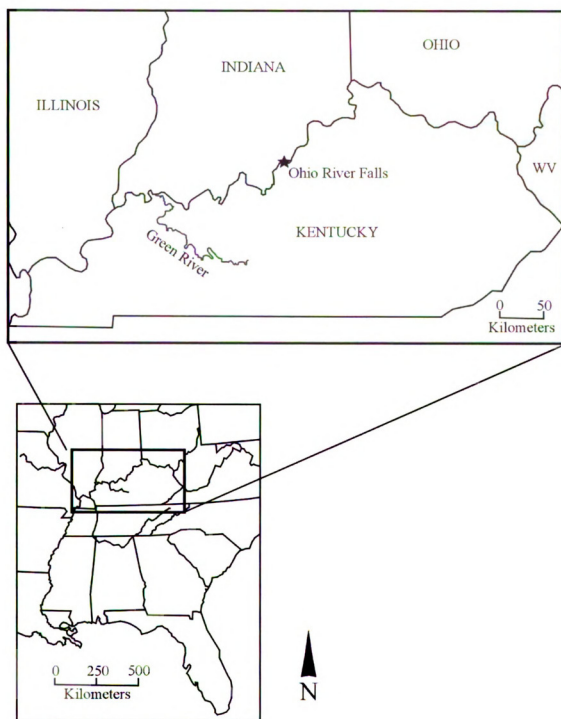 OHIO
INDIANA
ILLINOIS
WV
Ohio River Falls
KENTUCKY
Green River
0 50
Kilometers
0 250 500
Kilometers
N